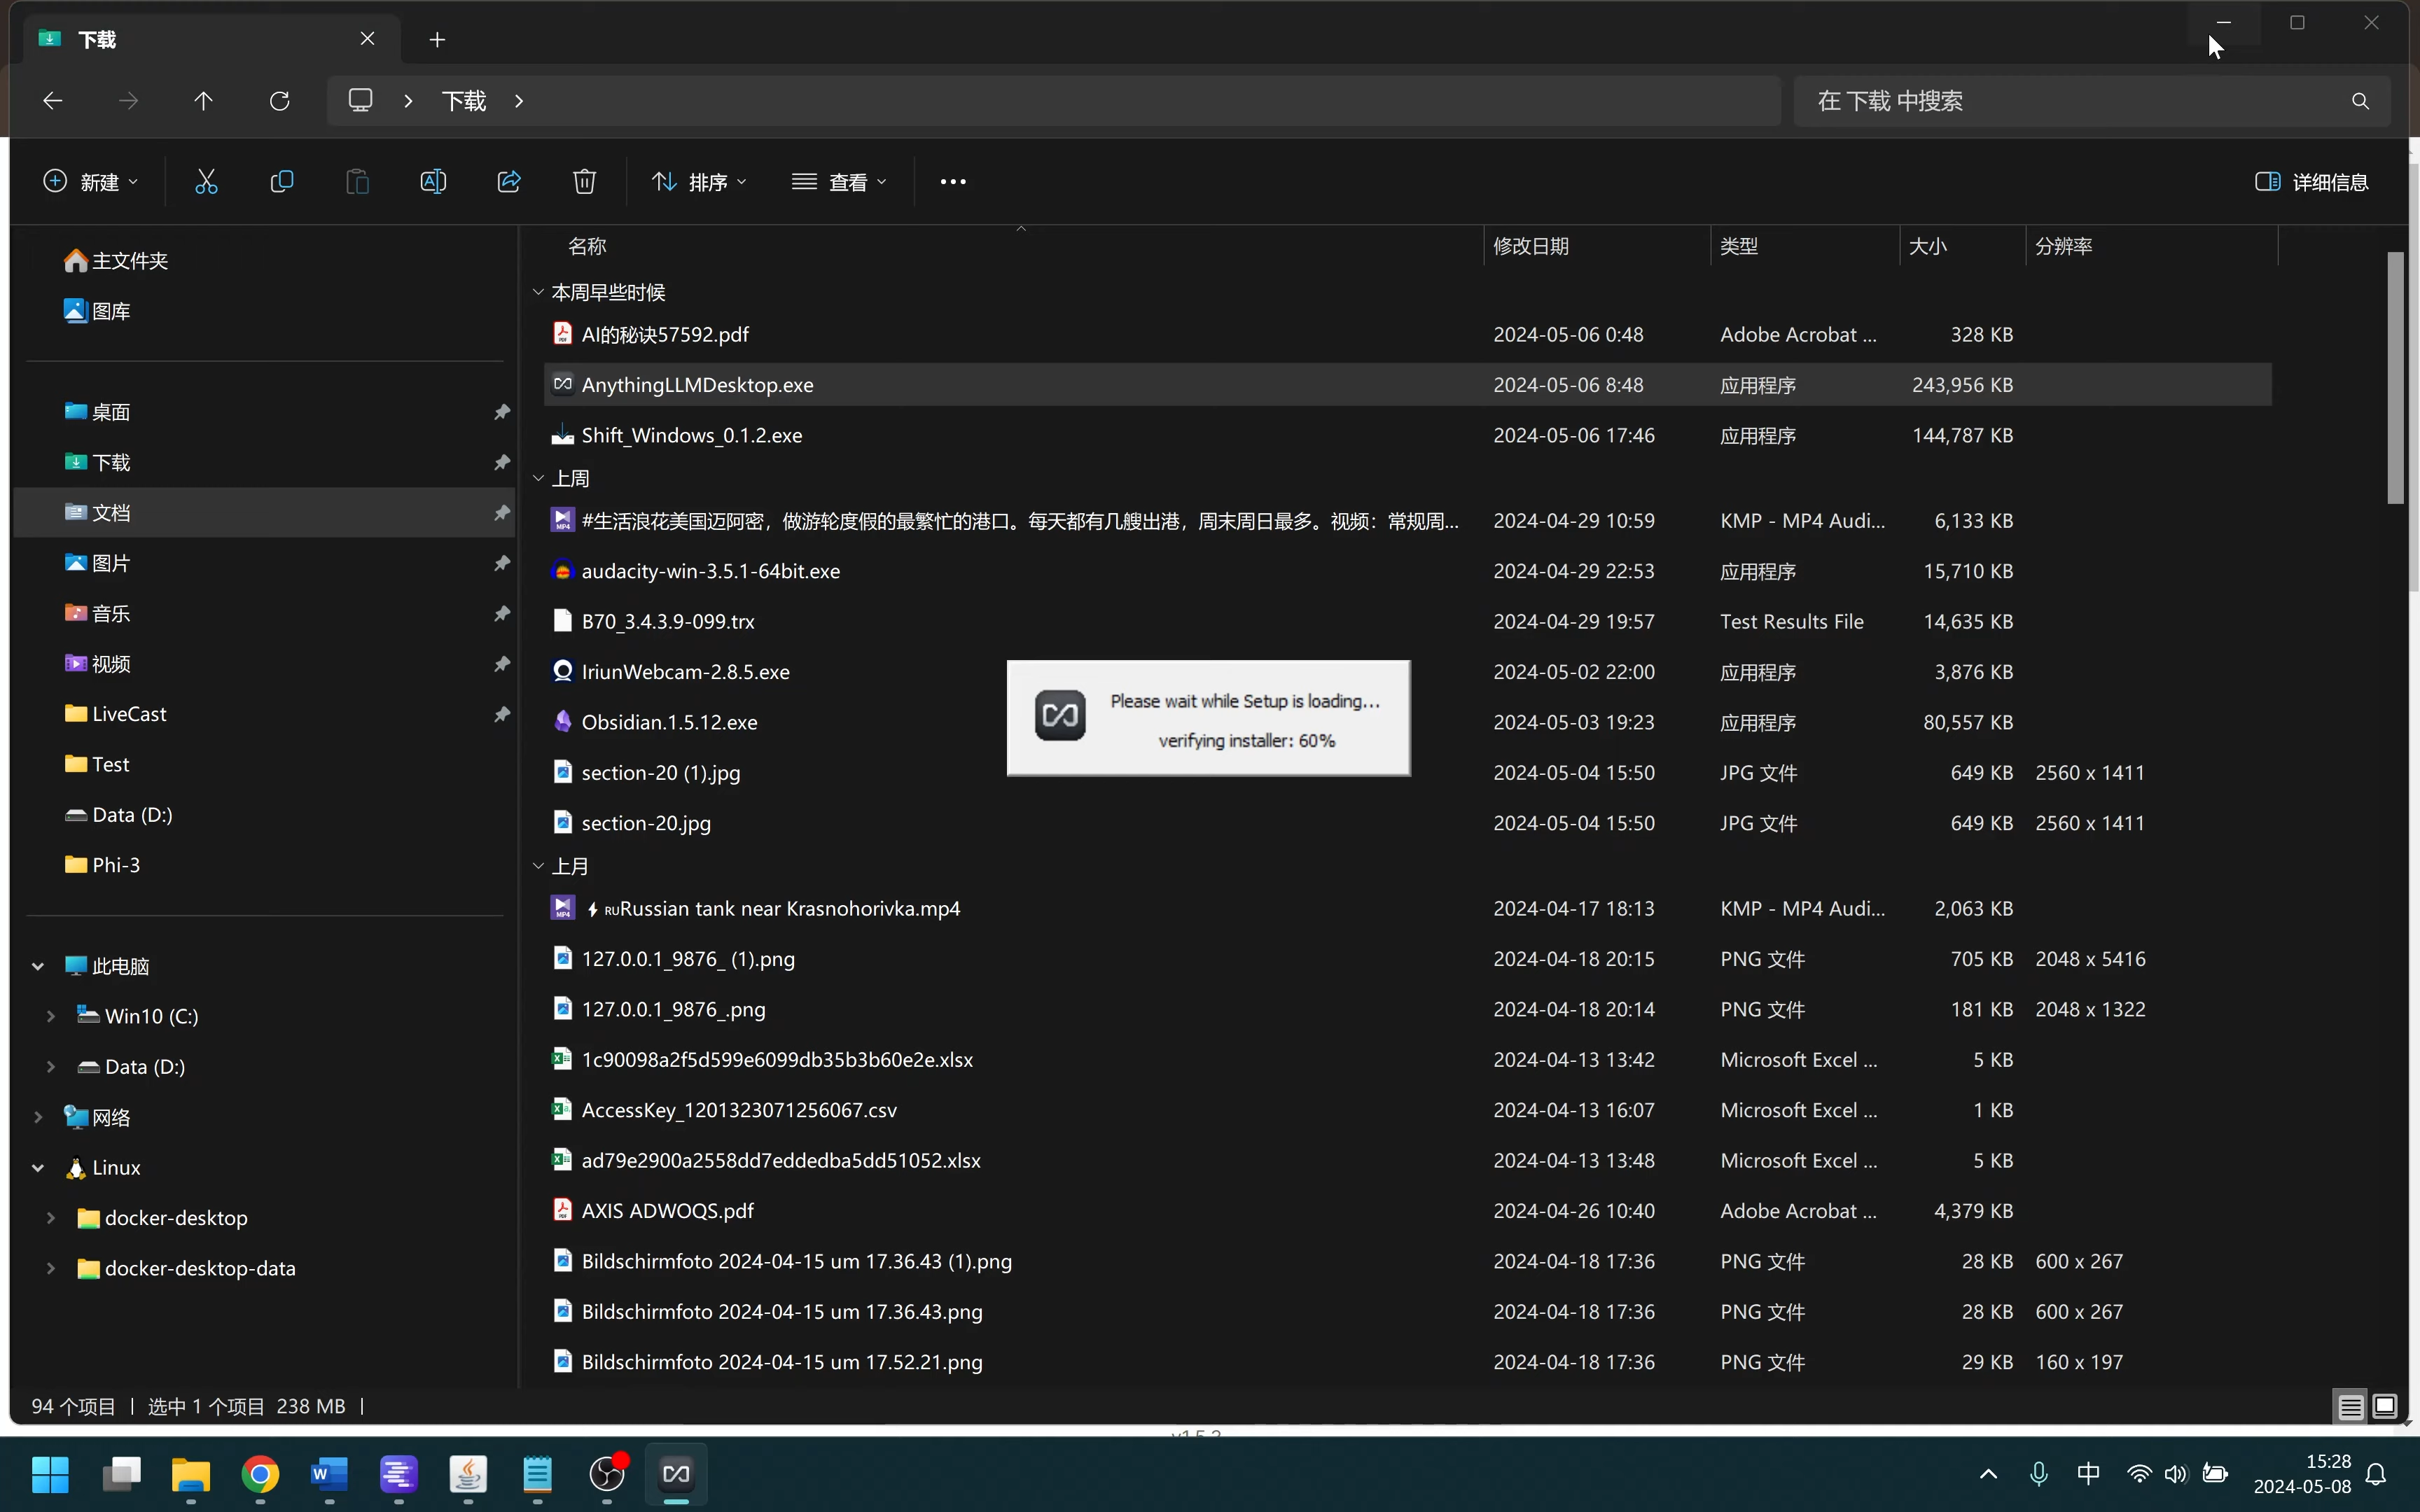 下载
下载
在 下载 中搜索
新建
排序
查看
详细信息
主文件夹
图库
桌面
下载
文档
图片
音乐
视频
LiveCast
Test
Data (D:)
Phi-3
此电脑
Win10 (C:)
Data (D:)
网络
Linux
docker-desktop
docker-desktop-data
名称 修改日期 类型 大小 分辨率
本周早些时候
AI的秘诀57592.pdf 2024-05-06 0:48 Adobe Acrobat ... 328 KB
AnythingLLMDesktop.exe 2024-05-06 8:48 应用程序 243,956 KB
Shift_Windows_0.1.2.exe 2024-05-06 17:46 应用程序 144,787 KB
上周
#生活浪花美国迈阿密，做游轮度假的最繁忙的港口。每天都有几艘出港，周末周日最多。视频：常规周... 2024-04-29 10:59 KMP - MP4 Audi... 6,133 KB
audacity-win-3.5.1-64bit.exe 2024-04-29 22:53 应用程序 15,710 KB
B70_3.4.3.9-099.trx 2024-04-29 19:57 Test Results File 14,635 KB
IriunWebcam-2.8.5.exe 2024-05-02 22:00 应用程序 3,876 KB
Obsidian.1.5.12.exe 2024-05-03 19:23 应用程序 80,557 KB
section-20 (1).jpg 2024-05-04 15:50 JPG 文件 649 KB 2560 x 1411
section-20.jpg 2024-05-04 15:50 JPG 文件 649 KB 2560 x 1411
Please wait while Setup is loading...
verifying installer: 60%
上月
⚡RURussian tank near Krasnohorivka.mp4 2024-04-17 18:13 KMP - MP4 Audi... 2,063 KB
127.0.0.1_9876_ (1).png 2024-04-18 20:15 PNG 文件 705 KB 2048 x 5416
127.0.0.1_9876_.png 2024-04-18 20:14 PNG 文件 181 KB 2048 x 1322
1c90098a2f5d599e6099db35b3b60e2e.xlsx 2024-04-13 13:42 Microsoft Excel ... 5 KB
AccessKey_1201323071256067.csv 2024-04-13 16:07 Microsoft Excel ... 1 KB
ad79e2900a2558dd7eddedba5dd51052.xlsx 2024-04-13 13:48 Microsoft Excel ... 5 KB
AXIS ADWOQS.pdf 2024-04-26 10:40 Adobe Acrobat ... 4,379 KB
Bildschirmfoto 2024-04-15 um 17.36.43 (1).png 2024-04-18 17:36 PNG 文件 28 KB 600 x 267
Bildschirmfoto 2024-04-15 um 17.36.43.png 2024-04-18 17:36 PNG 文件 28 KB 600 x 267
Bildschirmfoto 2024-04-15 um 17.52.21.png 2024-04-18 17:36 PNG 文件 29 KB 160 x 197
94 个项目 | 选中 1 个项目 238 MB |
中
15:28
2024-05-08